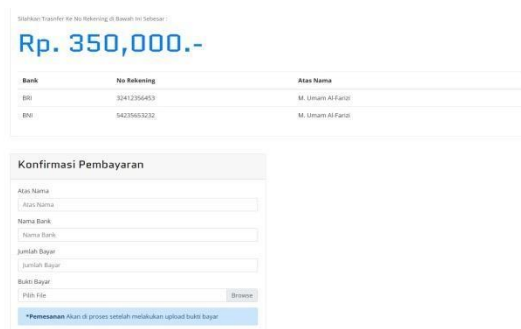 Silahkan Transfer Ke No Rekening di Bawah ini Sebesar :
Rp. 350,000.-
Bank No Rekening Atas Nama
BRI 32412356453 M. Umam Al-Farizi
BNI 54235653232 M. Umam Al-Farizi
Konfirmasi Pembayaran
Atas Nama
Atas Nama
Nama Bank
Nama Bank
Jumlah Bayar
Jumlah Bayar
Bukti Bayar
Pilih File Browse
*Pemesanan Akan di proses setelah melakukan upload bukti bayar